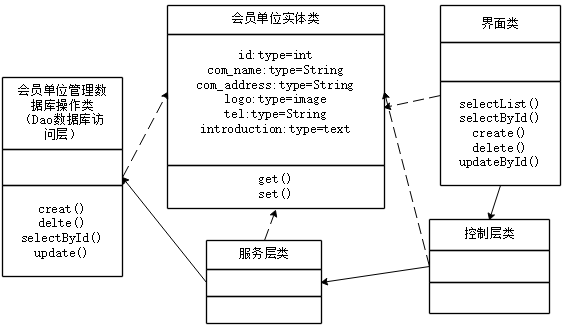 会员单位实体类
id:type=int
com_name:type=String
com_address:type=String
logo:type=image
tel:type=String
introduction:type=text
get()
set()
界面类
selectList()
selectById()
create()
delete()
updateById()
会员单位管理数
据库操作类
(Dao数据库访
问层)
creat()
delte()
selectById()
update()
服务层类
控制层类